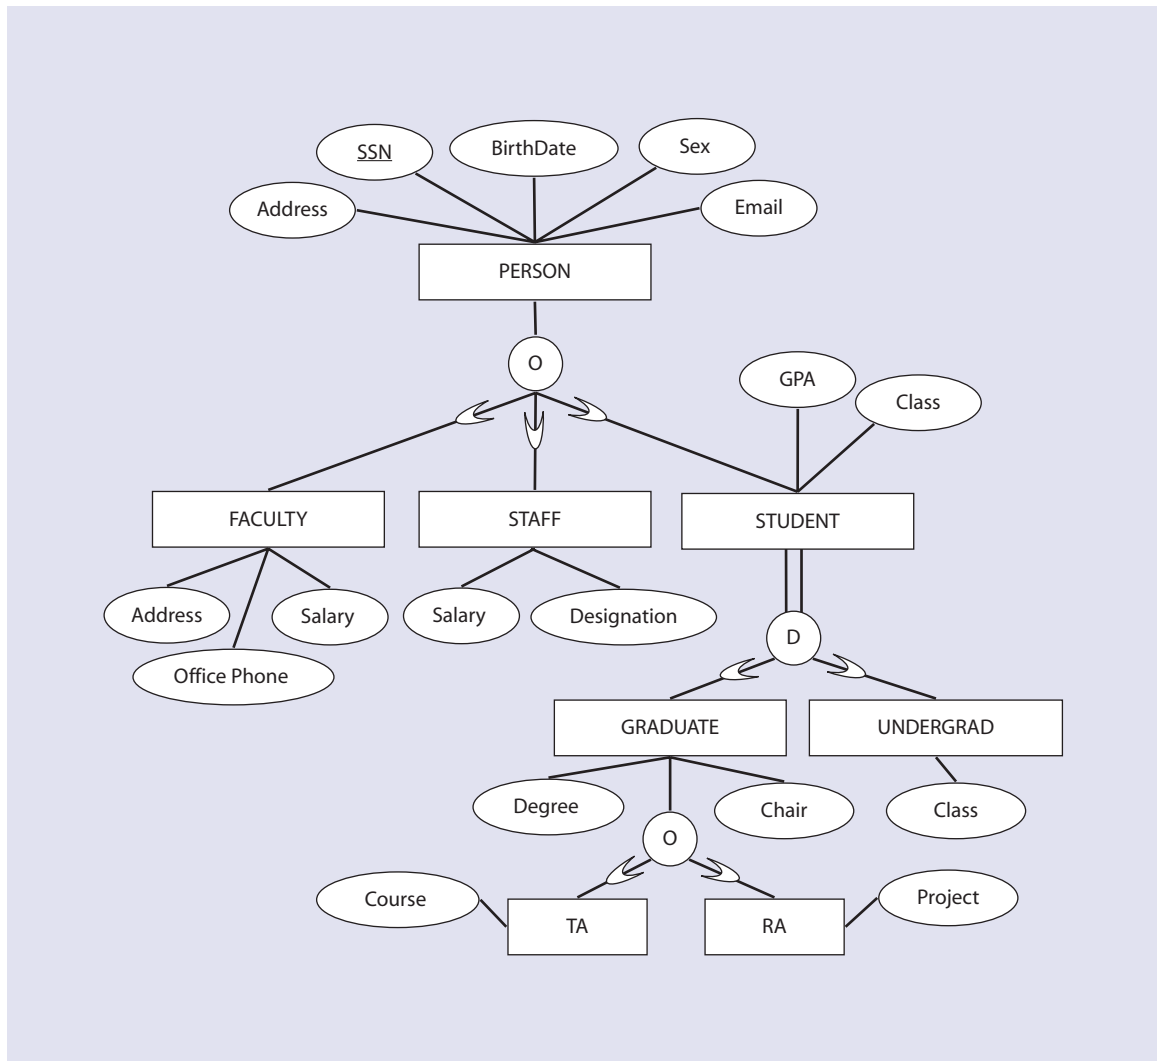 SSN
BirthDate
Sex
Address
Email
PERSON
O
GPA
Class
FACULTY
STAFF
STUDENT
Address
Salary
Salary
Designation
Office Phone
D
GRADUATE
UNDERGRAD
Degree
Chair
Class
O
Course
Project
TA
RA